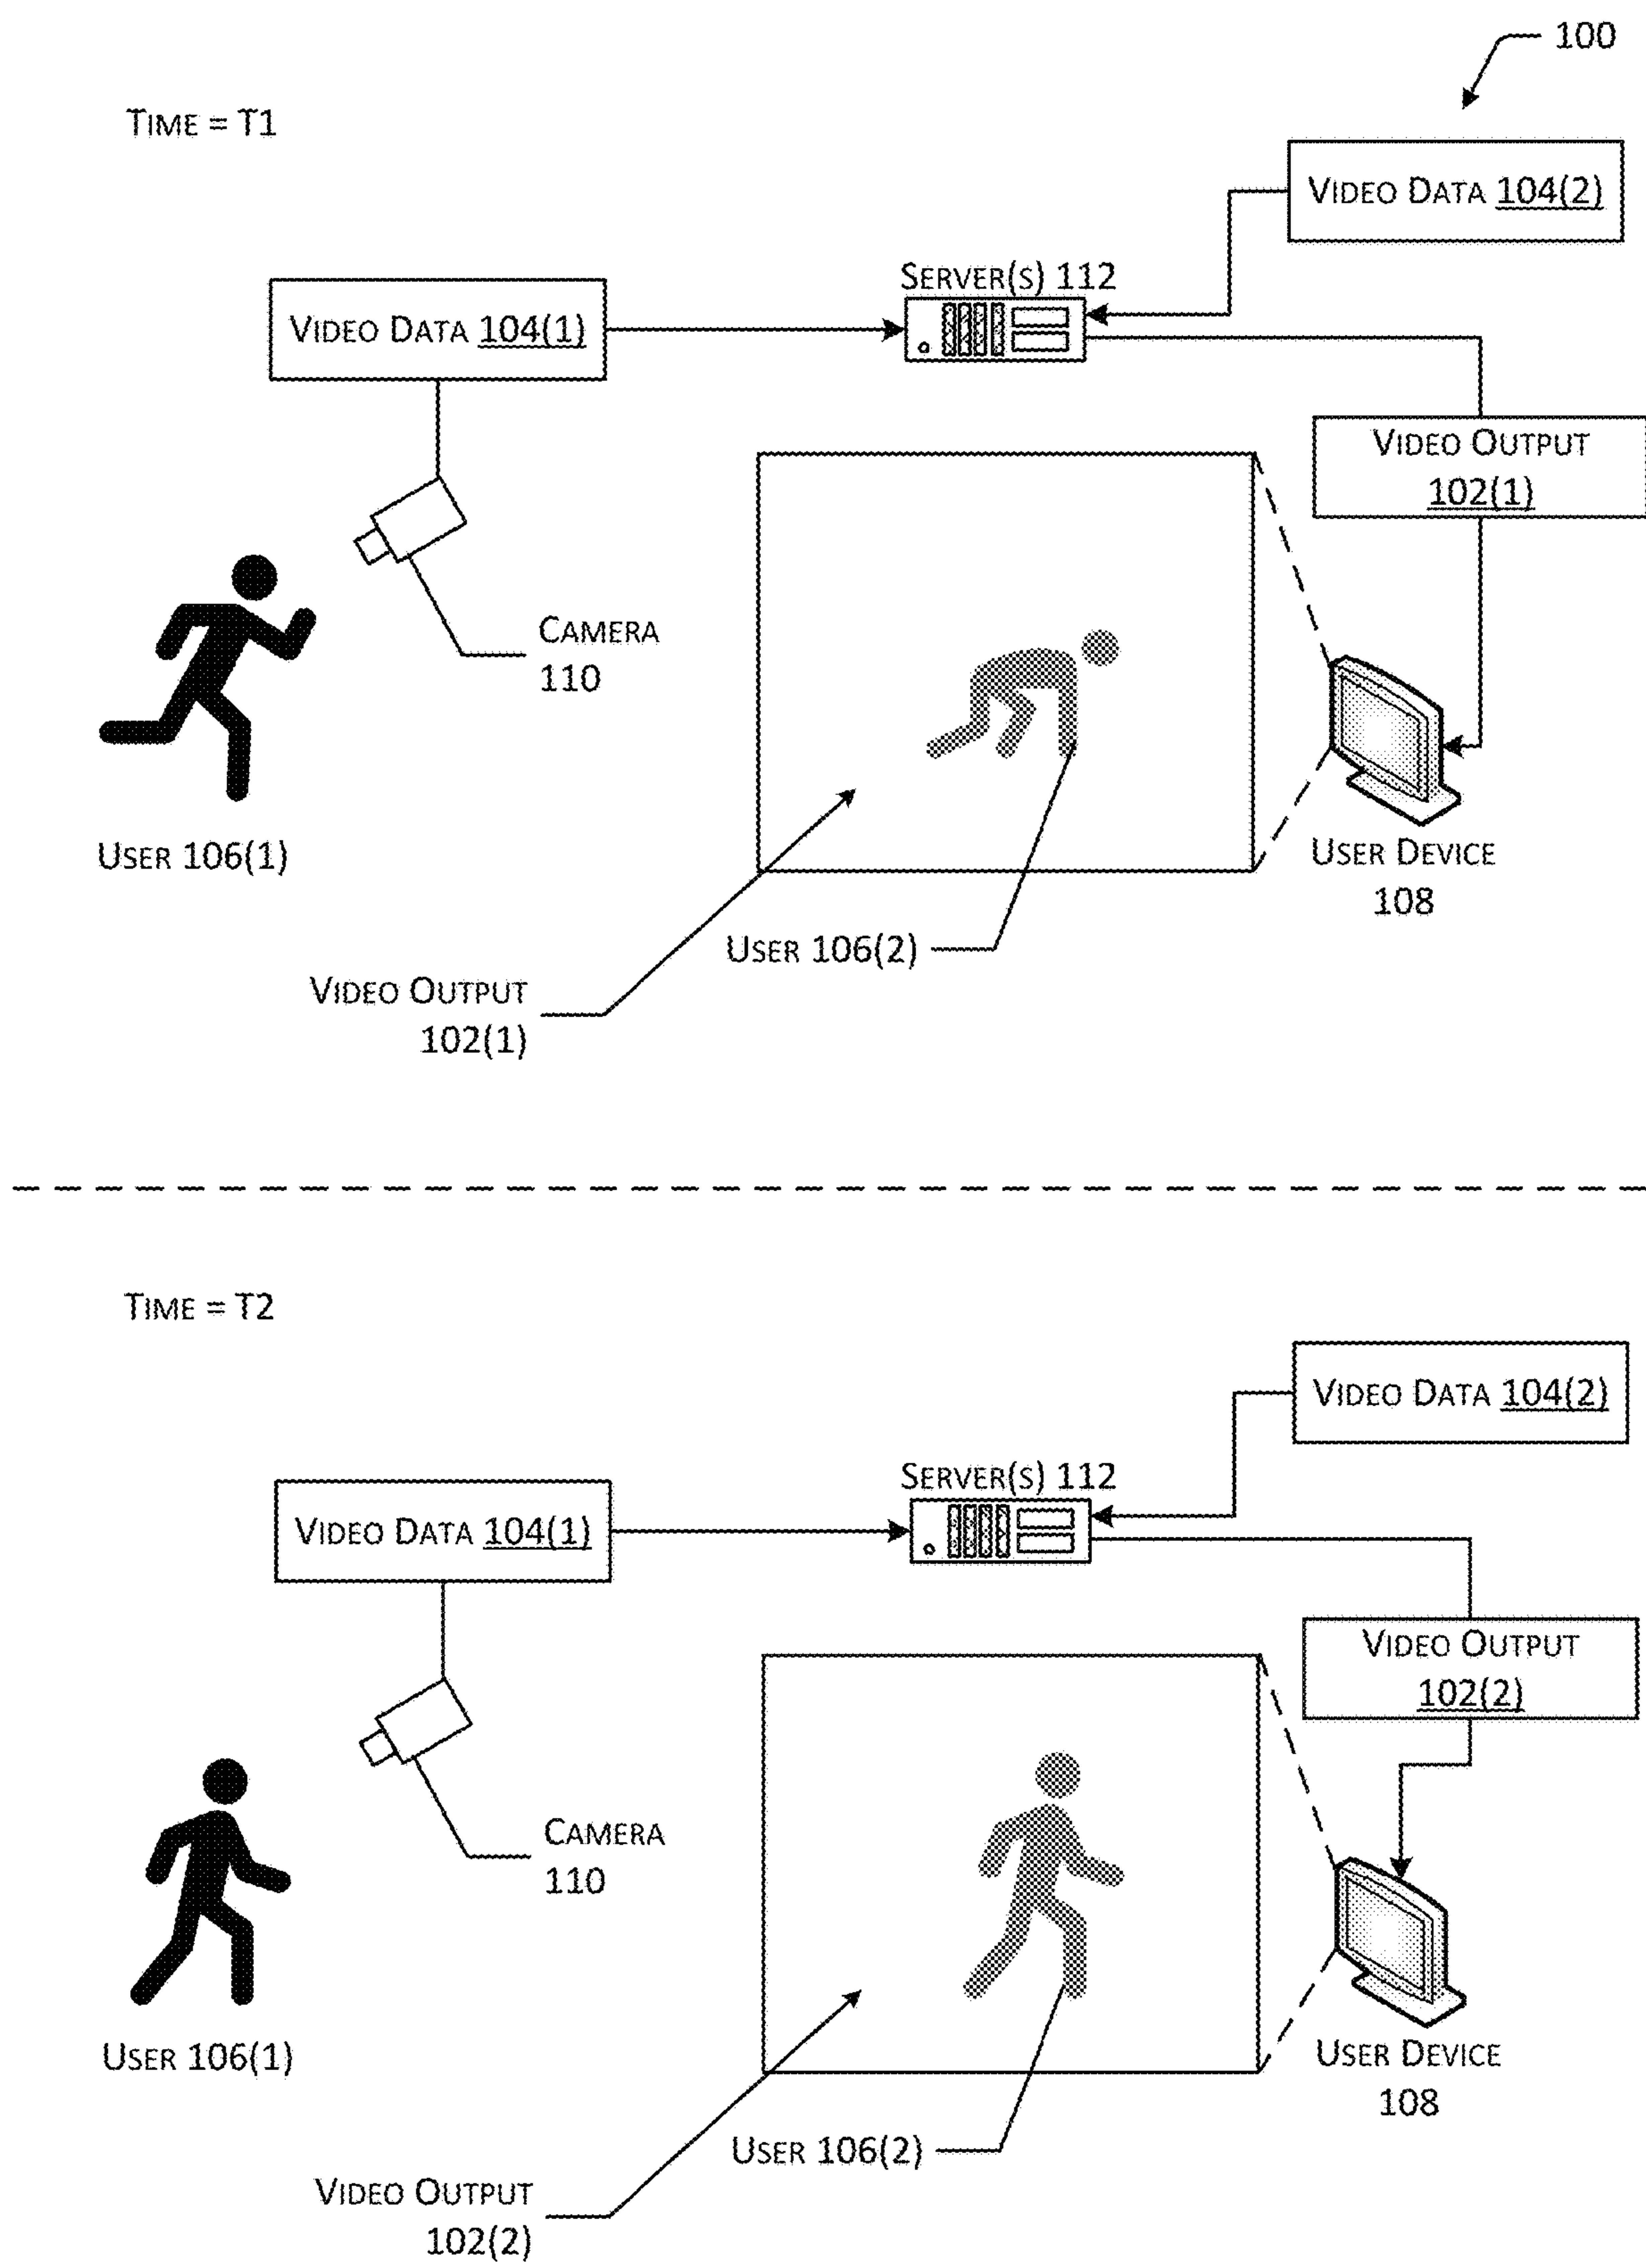 100
TIME = T1
VIDEO DATA 104(2)
SERVER(S) 112
VIDEO DATA 104(1)
VIDEO OUTPUT
102(1)
CAMERA
110
USER 106(1)
USER DEVICE
108
USER 106(2)
VIDEO OUTPUT
102(1)
TIME = T2
VIDEO DATA 104(2)
SERVER(S) 112
VIDEO DATA 104(1)
VIDEO OUTPUT
102(2)
CAMERA
110
USER 106(1)
USER DEVICE
108
USER 106(2)
VIDEO OUTPUT
102(2)